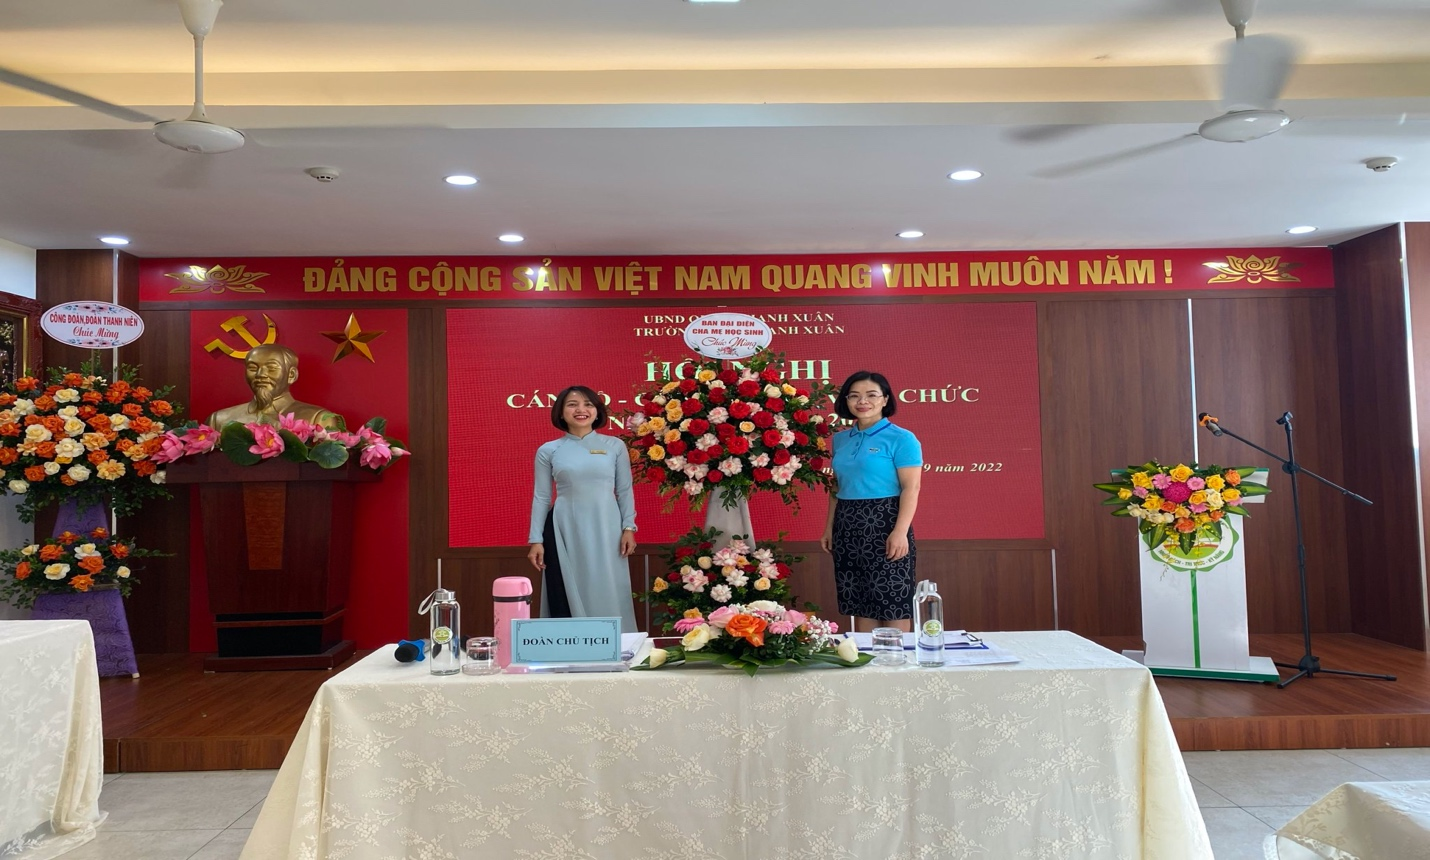 ĐẢNG CỘNG SẢN VIỆT NAM QUANG VINH MUÔN NĂM !
CÔNG ĐOÀN, ĐOÀN THANH NIÊN
Chúc Mừng
UBND ANH XUÂN
TRƯỜN ANH XUÂN
BAN ĐẠI DIỆN
CHA MẸ HỌC SINH
Chúc Mừng
HỘ NGHỊ
CÁN CHỨC
9 năm 2022
ĐOÀN CHỦ TỊCH